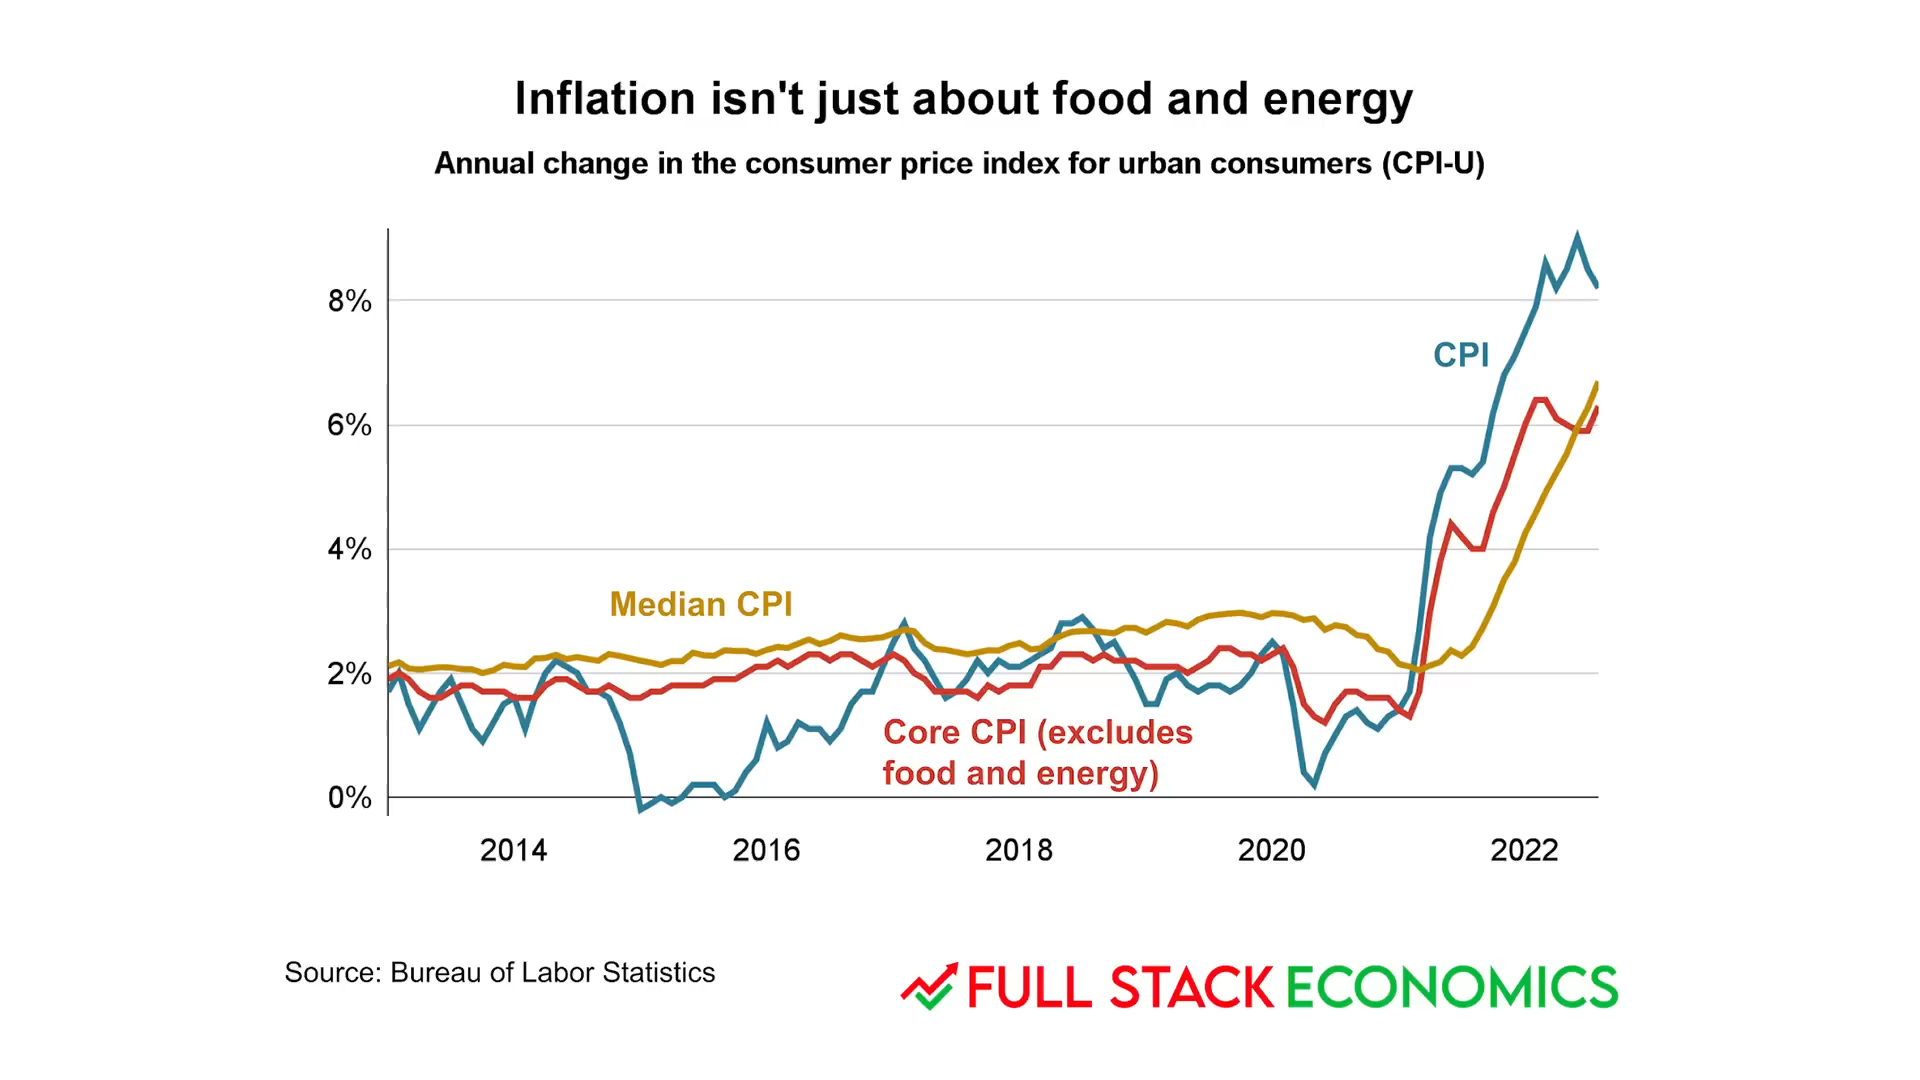 Inflation isn't just about food and energy
Annual change in the consumer price index for urban consumers (CPI-U)
8%
6%
4%
2%
0%
CPI
Median CPI
Core CPI (excludes
food and energy)
2014
2016
2018
2020
2022
Source: Bureau of Labor Statistics
FULL STACK ECONOMICS